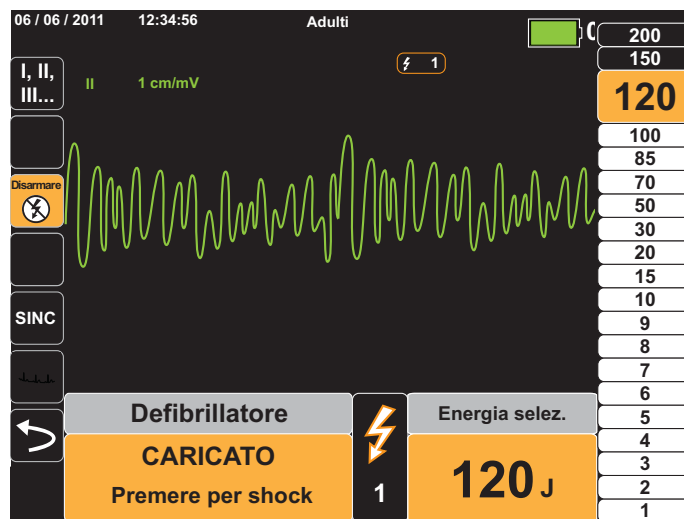 06 / 06 / 2011 12:34:56 Adulti
1
I, II,
III...
II 1 cm/mV
Disarmare
SINC
Defibrillatore
CARICATO
Premere per shock
1
Energia selez.
120 J
200
150
120
100
85
70
50
30
20
15
10
9
8
7
6
5
4
3
2
1